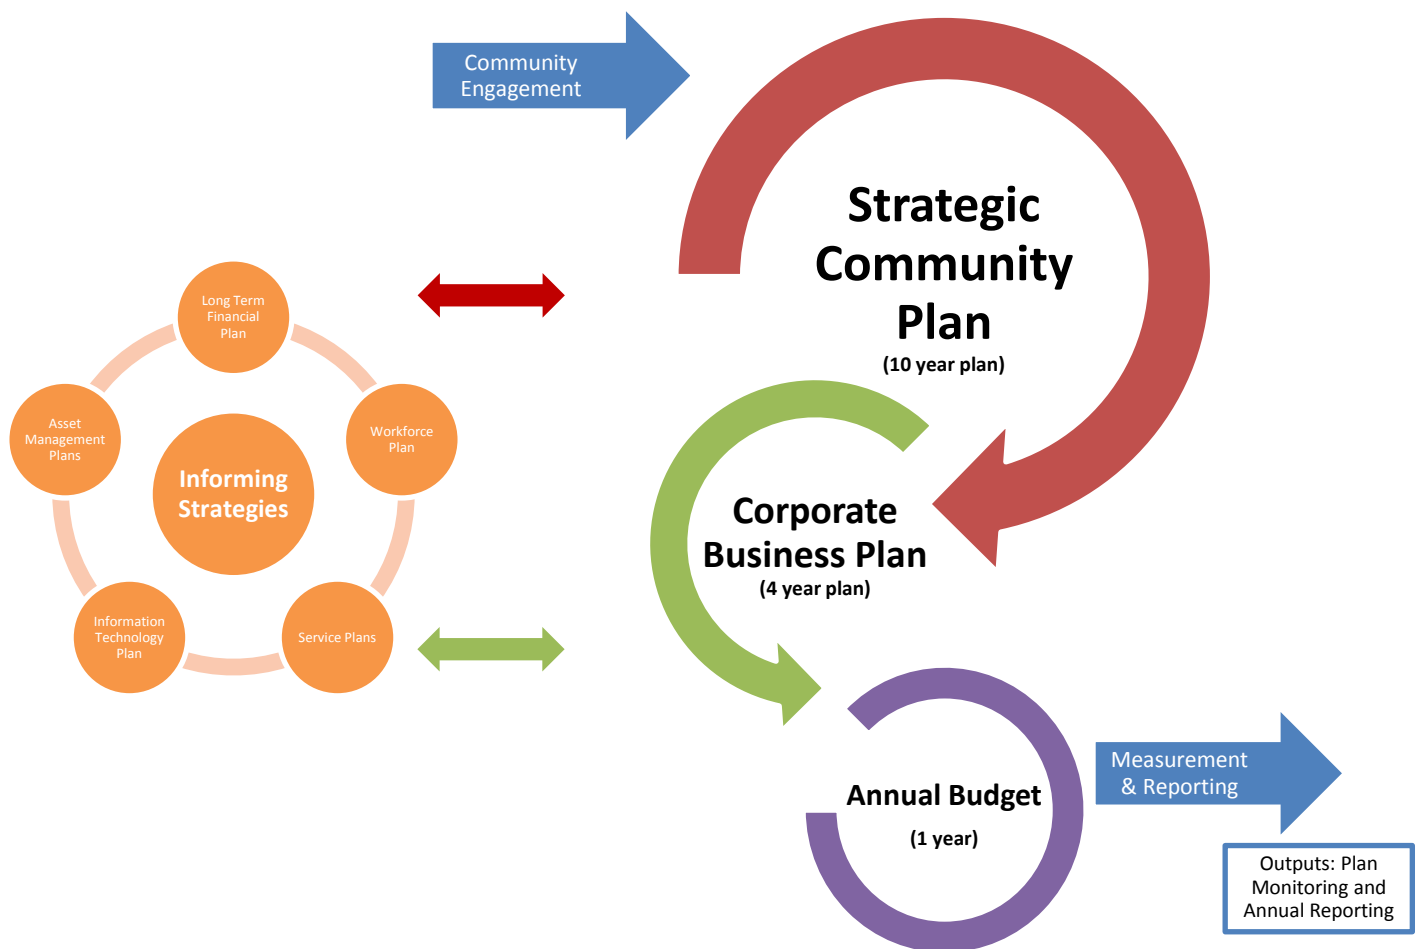 Community
Engagement
Strategic
Community
Plan
(10 year plan)
Long Term
Financial
Plan
Asset
Management
Plans
Workforce
Plan
Informing
Strategies
Information
Technology
Plan
Service Plans
Corporate
Business Plan
(4 year plan)
Annual Budget
(1 year)
Measurement
& Reporting
Outputs: Plan
Monitoring and
Annual Reporting